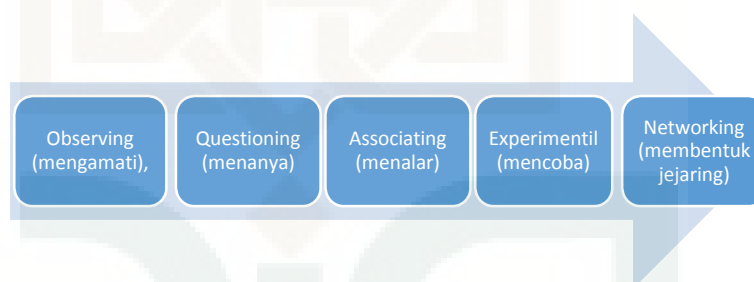 Observing
(mengamati),
Questioning
(menanya)
Associating
(menalar)
Experimentil
(mencoba)
Networking
(membentuk
jejaring)